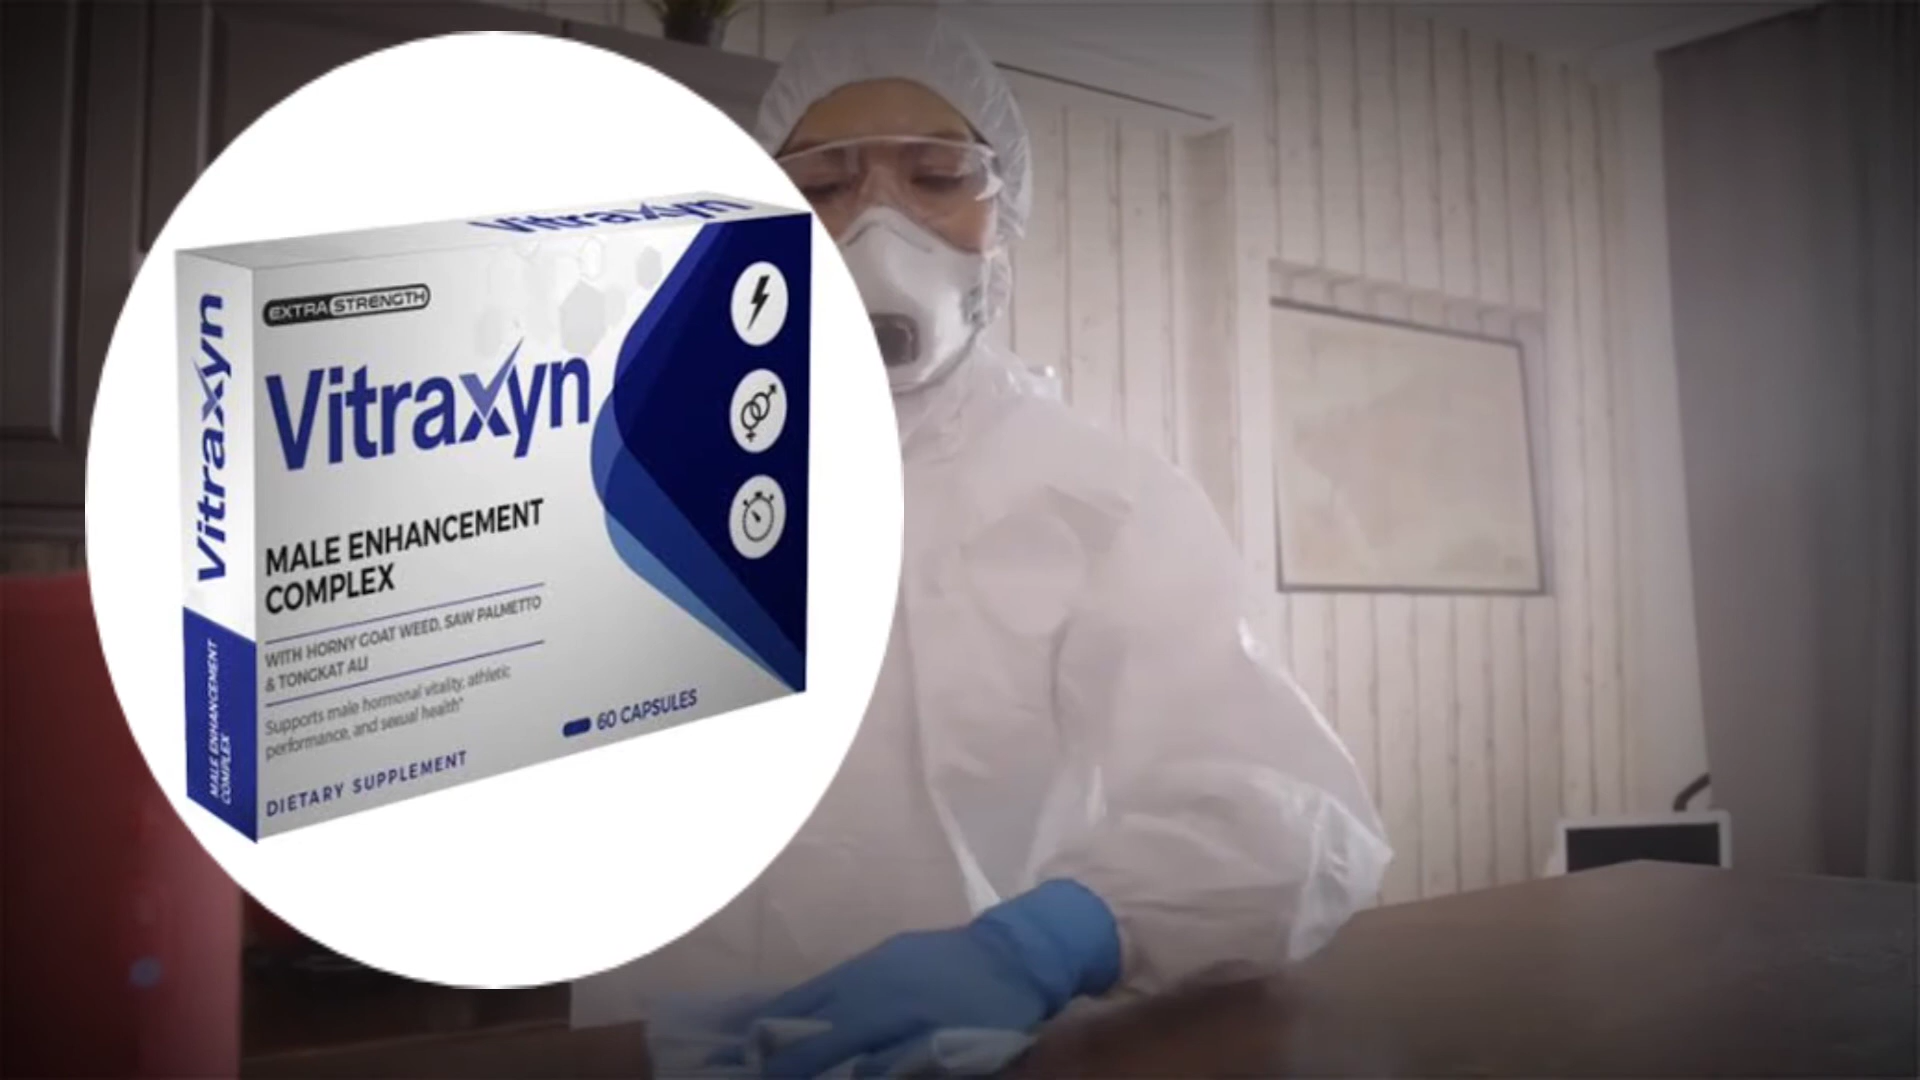 Vitraxyn
EXTRA STRENGTH
Vitraxyn
MALE ENHANCEMENT
COMPLEX
WITH HORNY GOAT WEED, SAW PALMETTO
& TONGKAT ALI
Supports male hormonal vitality, athletic
performance, and sexual health*
60 CAPSULES
DIETARY SUPPLEMENT
Vitraxyn
MALE ENHANCEMENT
COMPLEX